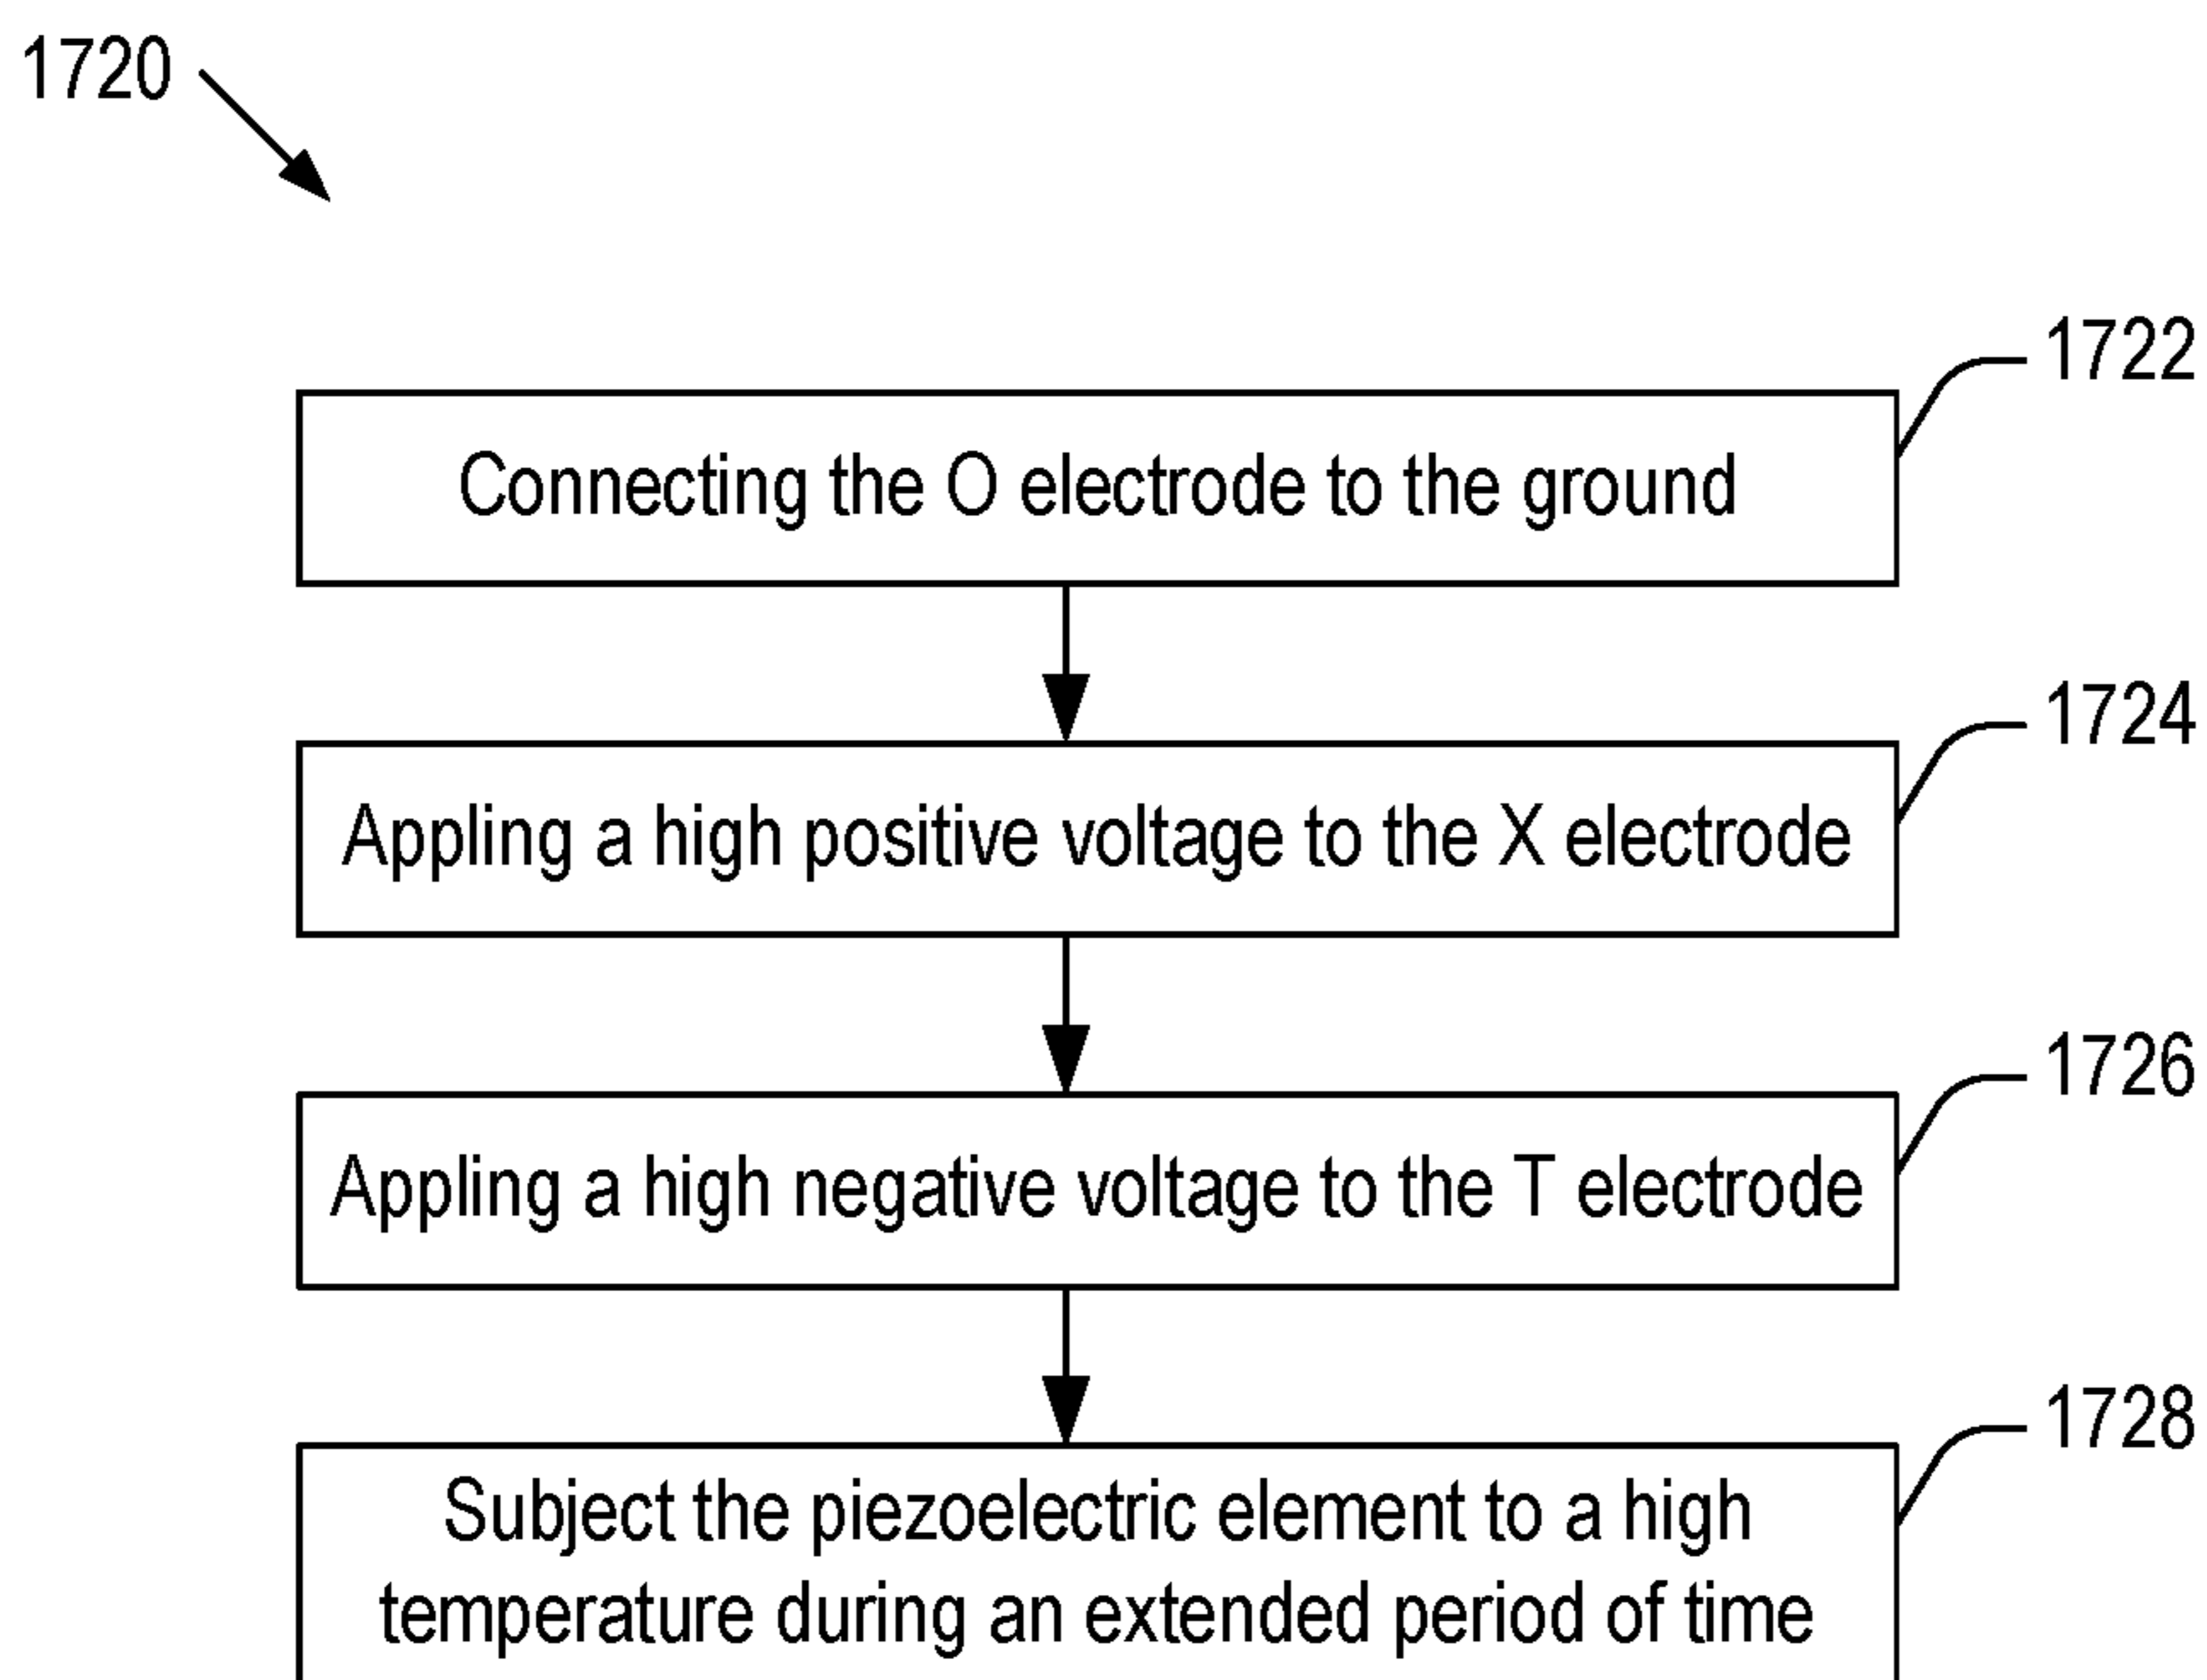 1720
1722
Connecting the O electrode to the ground
1724
Appling a high positive voltage to the X electrode
1726
Appling a high negative voltage to the T electrode
1728
Subject the piezoelectric element to a high
temperature during an extended period of time